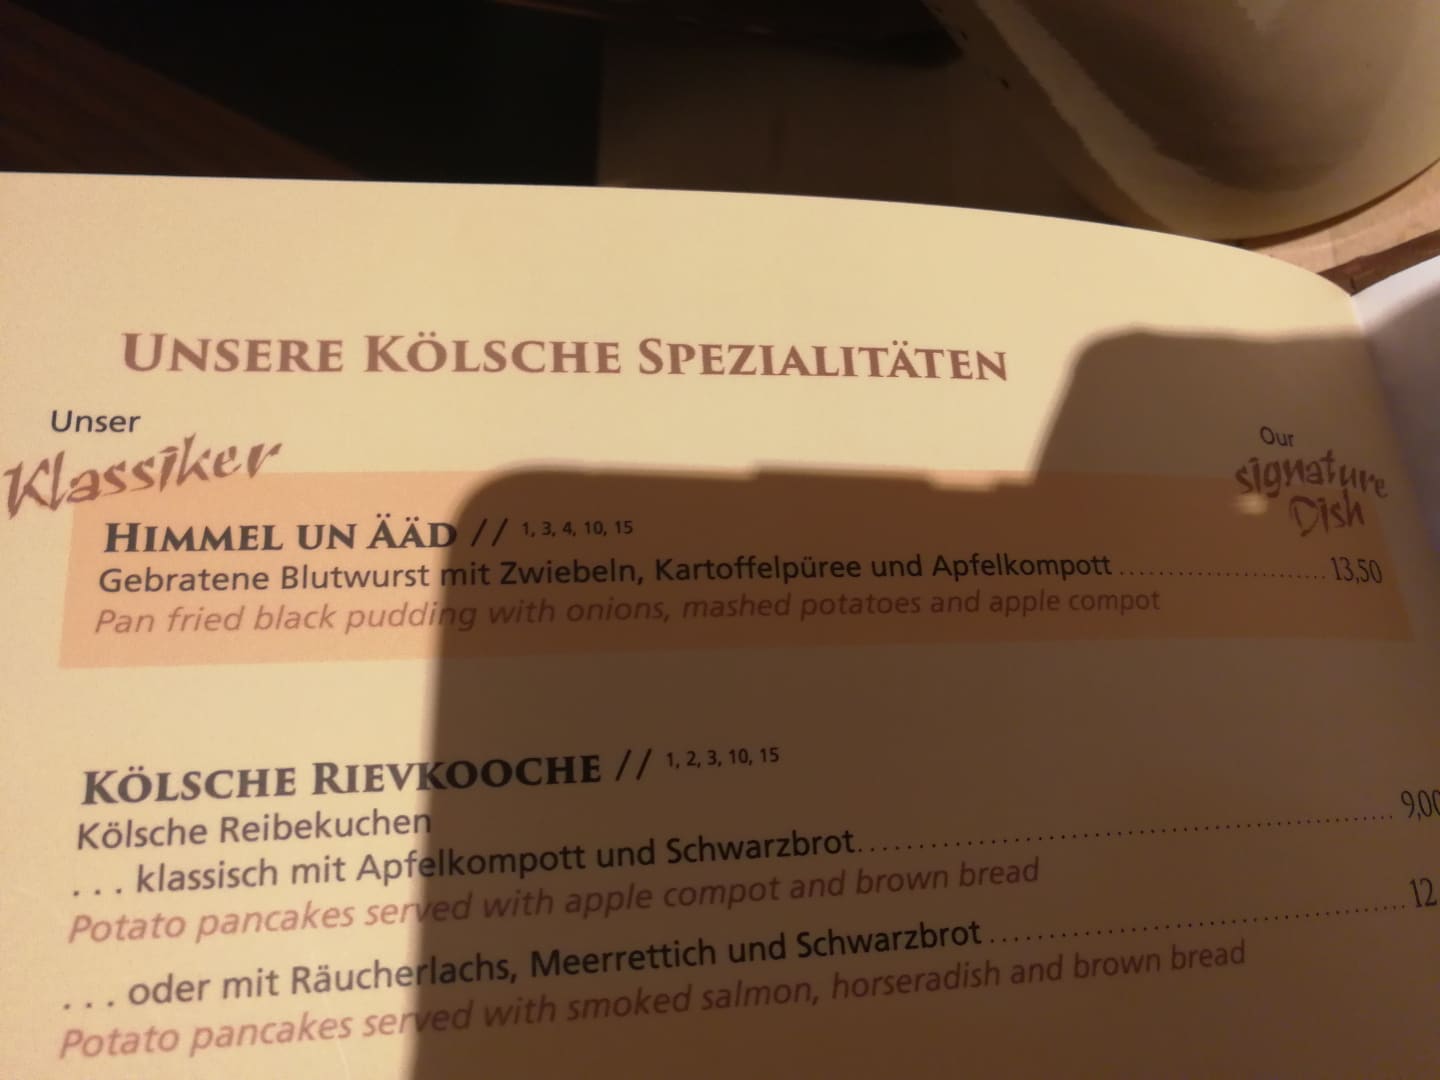 UNSERE KÖLSCHE SPEZIALITÄTEN
Unser
Klassiker
Our
signature
Dish
HIMMEL UN ÄÄD // 1, 3, 4, 10, 15
Gebratene Blutwurst mit Zwiebeln, Kartoffelpüree und Apfelkompott ........................ 13,50
Pan fried black pudding with onions, mashed potatoes and apple compot
KÖLSCHE RIEVKOOCHE // 1, 2, 3, 10, 15
Kölsche Reibekuchen
... klassisch mit Apfelkompott und Schwarzbrot........................................................ 9,00
Potato pancakes served with apple compot and brown bread
... oder mit Räucherlachs, Meerrettich und Schwarzbrot ............................................. 12
Potato pancakes served with smoked salmon, horseradish and brown bread